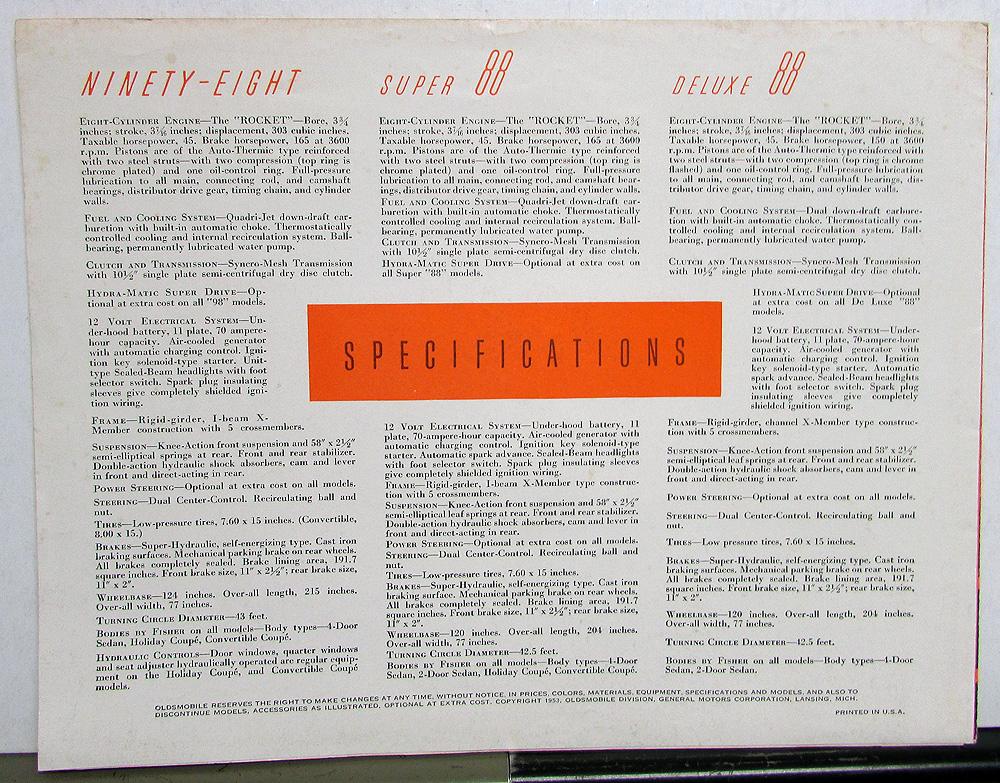 NINETY-EIGHT
EIGHT-CYLINDER ENGINE—The "ROCKET"—Bore, 3¾
inches; stroke, 3⁷⁄₁₆ inches; displacement, 303 cubic inches.
Taxable horsepower, 45. Brake horsepower, 165 at 3600
r.p.m. Pistons are of the Auto-Thermic type reinforced
with two steel struts—with two compression (top ring is
chrome plated) and one oil-control ring. Full-pressure
lubrication to all main, connecting rod, and camshaft
bearings, distributor drive gear, timing chain, and cylinder
walls.
FUEL AND COOLING SYSTEM—Quadri-Jet down-draft car-
buretion with built-in automatic choke. Thermostatically
controlled cooling and internal recirculation system. Ball-
bearing, permanently lubricated water pump.
CLUTCH AND TRANSMISSION—Syncro-Mesh Transmission
with 10½" single plate semi-centrifugal dry disc clutch.
HYDRA-MATIC SUPER DRIVE—Op-
tional at extra cost on all "98" models.
12 VOLT ELECTRICAL SYSTEM—Un-
der-hood battery, 11 plate, 70 ampere-
hour capacity. Air-cooled generator
with automatic charging control. Igni-
tion key solenoid-type starter. Unit-
type Sealed-Beam headlights with foot
selector switch. Spark plug insulating
sleeves give completely shielded igni-
tion wiring.
FRAME—Rigid-girder, I-beam X-
Member construction with 5 crossmembers.
SUSPENSION—Knee-Action front suspension and 58" x 2½"
semi-elliptical springs at rear. Front and rear stabilizer.
Double-action hydraulic shock absorbers, cam and lever
in front and direct-acting in rear.
POWER STEERING—Optional at extra cost on all models.
STEERING—Dual Center-Control. Recirculating ball and
nut.
TIRES—Low-pressure tires, 7.60 x 15 inches. (Convertible,
8.00 x 15.)
BRAKES—Super-Hydraulic, self-energizing type. Cast iron
braking surfaces. Mechanical parking brake on rear wheels.
All brakes completely sealed. Brake lining area, 191.7
square inches. Front brake size, 11" x 2½"; rear brake size,
11" x 2".
WHEELBASE—124 inches. Over-all length, 215 inches.
Over-all width, 77 inches.
TURNING CIRCLE DIAMETER—43 feet.
BODIES BY FISHER on all models—Body types—4-Door
Sedan, Holiday Coupé, Convertible Coupé.
HYDRAULIC CONTROLS—Door windows, quarter windows
and seat adjuster hydraulically operated are regular equip-
ment on the Holiday Coupé, and Convertible Coupé
models.
SUPER 88
EIGHT-CYLINDER ENGINE—The "ROCKET"—Bore, 3¾
inches; stroke, 3⁷⁄₁₆ inches; displacement, 303 cubic inches.
Taxable horsepower, 45. Brake horsepower, 165 at 3600
r.p.m. Pistons are of the Auto-Thermic type reinforced
with two steel struts—with two compression (top ring is
chrome plated) and one oil-control ring. Full-pressure
lubrication to all main, connecting rod, and camshaft bear-
ings, distributor drive gear, timing chain, and cylinder walls.
FUEL AND COOLING SYSTEM—Quadri-Jet down-draft car-
buretion with built-in automatic choke. Thermostatically
controlled cooling and internal recirculation system. Ball-
bearing, permanently lubricated water pump.
CLUTCH AND TRANSMISSION—Syncro-Mesh Transmission
with 10½" single plate semi-centrifugal dry disc clutch.
HYDRA-MATIC SUPER DRIVE—Optional at extra cost on
all Super "88" models.
SPECIFICATIONS
12 VOLT ELECTRICAL SYSTEM—Under-hood battery, 11
plate, 70-ampere-hour capacity. Air-cooled generator with
automatic charging control. Ignition key solenoid-type
starter. Automatic spark advance. Sealed-Beam headlights
with foot selector switch. Spark plug insulating sleeves
give completely shielded ignition wiring.
FRAME—Rigid-girder, I-beam X-Member type construc-
tion with 5 crossmembers.
SUSPENSION—Knee-Action front suspension and 58" x 2½"
semi-elliptical leaf springs at rear. Front and rear stabilizer.
Double-action hydraulic shock absorbers, cam and lever in
front and direct-acting in rear.
POWER STEERING—Optional at extra cost on all models.
STEERING—Dual Center-Control. Recirculating ball and
nut.
TIRES—Low-pressure tires, 7.60 x 15 inches.
BRAKES—Super-Hydraulic, self-energizing type. Cast iron
braking surface. Mechanical parking brake on rear wheels.
All brakes completely sealed. Brake lining area, 191.7
square inches. Front brake size, 11" x 2½"; rear brake size,
11" x 2".
WHEELBASE—120 inches. Over-all length, 204 inches.
Over-all width, 77 inches.
TURNING CIRCLE DIAMETER—42.5 feet.
BODIES BY FISHER on all models—Body types—4-Door
Sedan, 2-Door Sedan, Holiday Coupé, Convertible Coupé.
DELUXE 88
EIGHT-CYLINDER ENGINE—The "ROCKET"—Bore, 3¾
inches; stroke, 3⁷⁄₁₆ inches; displacement, 303 cubic inches.
Taxable horsepower, 45. Brake horsepower, 150 at 3600
r.p.m. Pistons are of the Auto-Thermic type reinforced with
two steel struts—with two compression (top ring is chrome
flashed) and one oil-control ring. Full-pressure lubrication
to all main, connecting rod, and camshaft bearings, dis-
tributor drive gear, timing chain, and cylinder walls.
FUEL AND COOLING SYSTEM—Dual down-draft carbure-
tion with built-in automatic choke. Thermostatically con-
trolled cooling and internal recirculation system. Ball-
bearing, permanently lubricated water pump.
CLUTCH AND TRANSMISSION—Syncro-Mesh Transmission
with 10½" single plate semi-centrifugal dry disc clutch.
HYDRA-MATIC SUPER DRIVE—Optional
at extra cost on all De Luxe "88"
models.
12 VOLT ELECTRICAL SYSTEM—Under-
hood battery, 11 plate, 70-ampere-hour
capacity. Air-cooled generator with
automatic charging control. Ignition
key solenoid-type starter. Automatic
spark advance. Sealed-Beam headlights
with foot selector switch. Spark plug
insulating sleeves give completely
shielded ignition wiring.
FRAME—Rigid-girder, channel X-Member type construc-
tion with 5 crossmembers.
SUSPENSION—Knee-Action front suspension and 58" x 2½"
semi-elliptical leaf springs at rear. Front and rear stabilizer.
Double-action hydraulic shock absorbers, cam and lever in
front and direct-acting in rear.
POWER STEERING—Optional at extra cost on all models.
STEERING—Dual Center-Control. Recirculating ball and
nut.
TIRES—Low pressure tires, 7.60 x 15 inches.
BRAKES—Super-Hydraulic, self-energizing type. Cast iron
braking surfaces. Mechanical parking brake on rear wheels.
All brakes completely sealed. Brake lining area, 191.7
square inches. Front brake size, 11" x 2½"; rear brake size,
11" x 2".
WHEELBASE—120 inches. Over-all length, 204 inches.
Over-all width, 77 inches.
TURNING CIRCLE DIAMETER—42.5 feet.
BODIES BY FISHER on all models—Body types—4-Door
Sedan, 2-Door Sedan.
OLDSMOBILE RESERVES THE RIGHT TO MAKE CHANGES AT ANY TIME, WITHOUT NOTICE, IN PRICES, COLORS, MATERIALS, EQUIPMENT, SPECIFICATIONS AND MODELS, AND ALSO TO
DISCONTINUE MODELS, ACCESSORIES AS ILLUSTRATED, OPTIONAL AT EXTRA COST. COPYRIGHT 1953, OLDSMOBILE DIVISION, GENERAL MOTORS CORPORATION, LANSING, MICH.
PRINTED IN U.S.A.